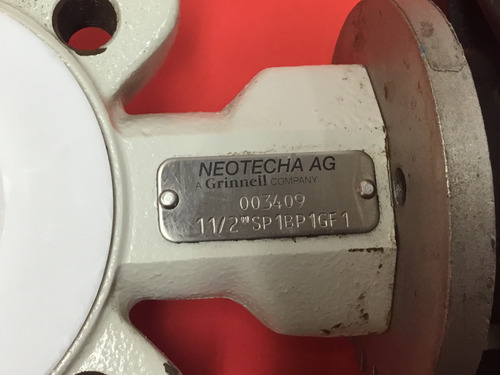 NEOTECHA AG
A Grinnell COMPANY
003409
11/2"SP1BP1GF1